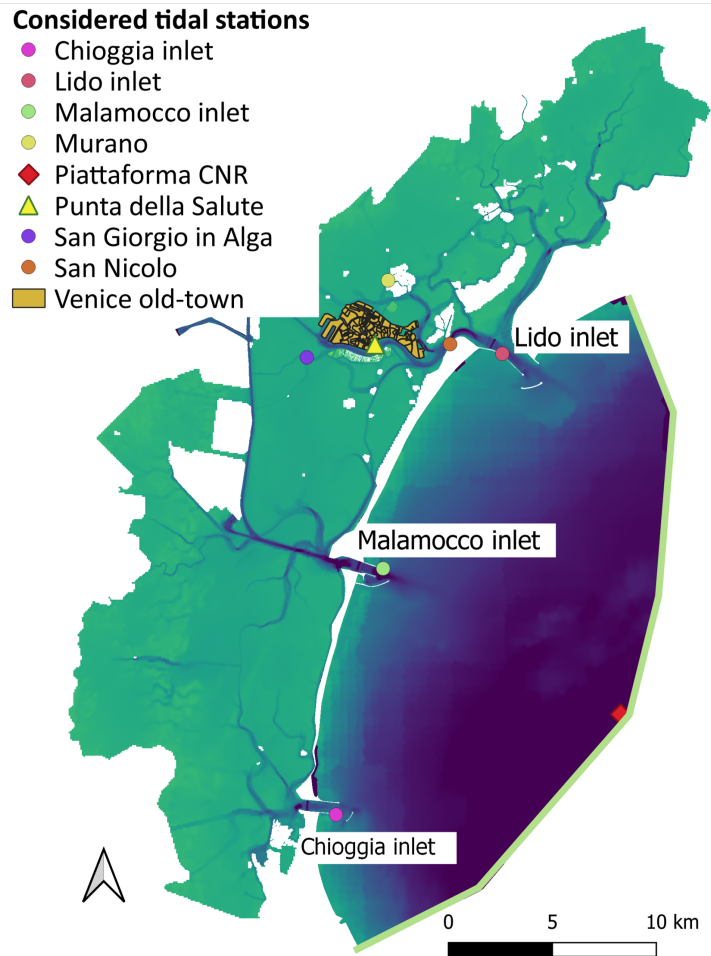 Considered tidal stations
Chioggia inlet
Lido inlet
Malamocco inlet
Murano
Piattaforma CNR
Punta della Salute
San Giorgio in Alga
San Nicolo
Venice old-town
Lido inlet
Malamocco inlet
Chioggia inlet
0 5 10 km